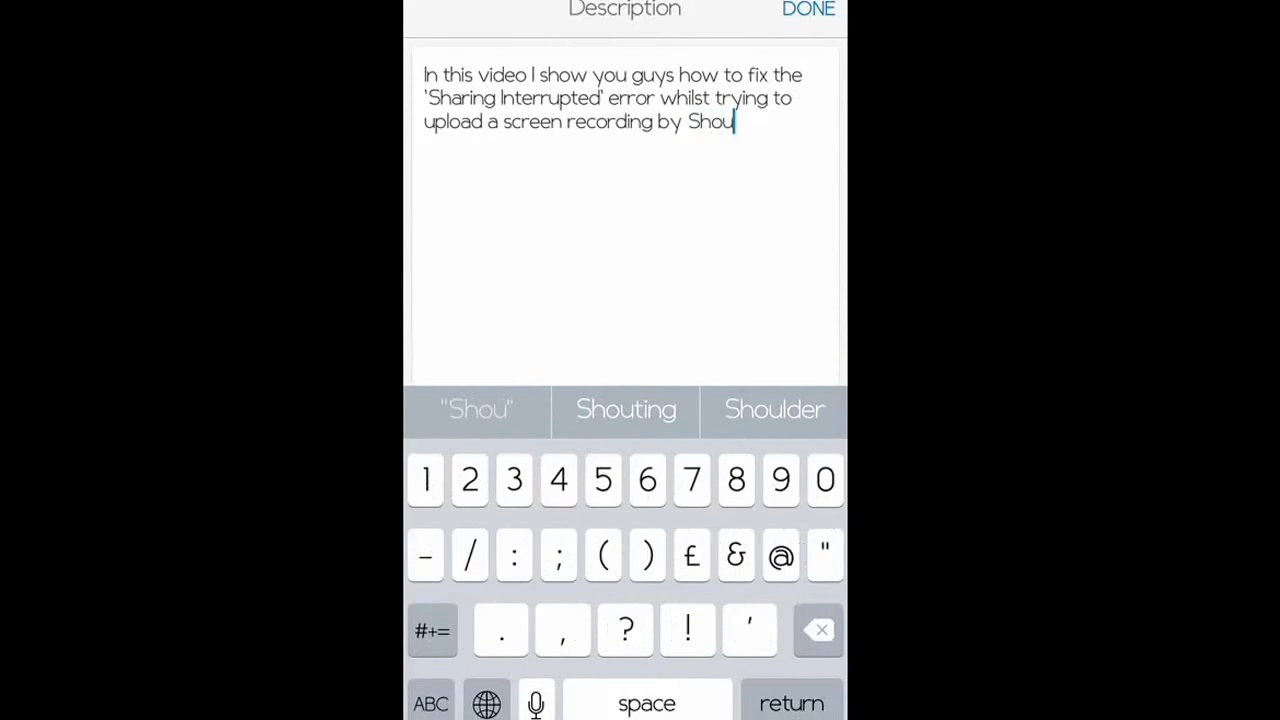 Description DONE
In this video I show you guys how to fix the
'Sharing Interrupted' error whilst trying to
upload a screen recording by Shou
"Shou" Shouting Shoulder
1 2 3 4 5 6 7 8 9 0
- / : ; ( ) £ & @ "
#+= . , ? ! '
ABC space return